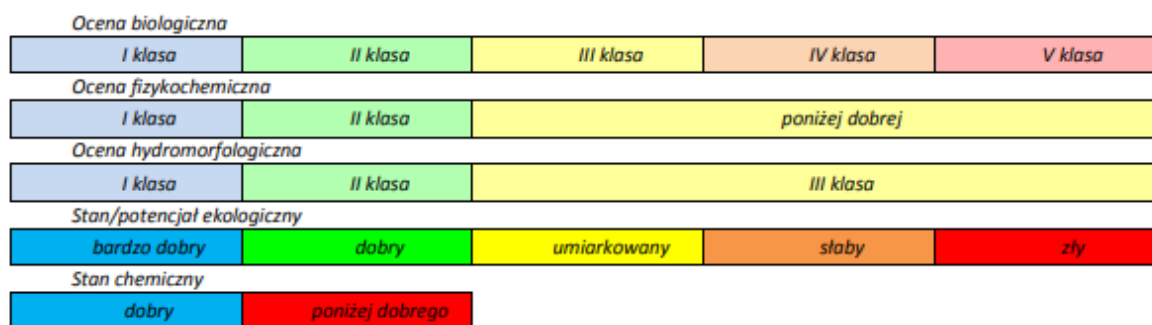 Ocena biologiczna
I klasa II klasa III klasa IV klasa V klasa
Ocena fizykochemiczna
I klasa II klasa poniżej dobrej
Ocena hydromorfologiczna
I klasa II klasa III klasa
Stan/potencjał ekologiczny
bardzo dobry dobry umiarkowany słaby zły
Stan chemiczny
dobry poniżej dobrego